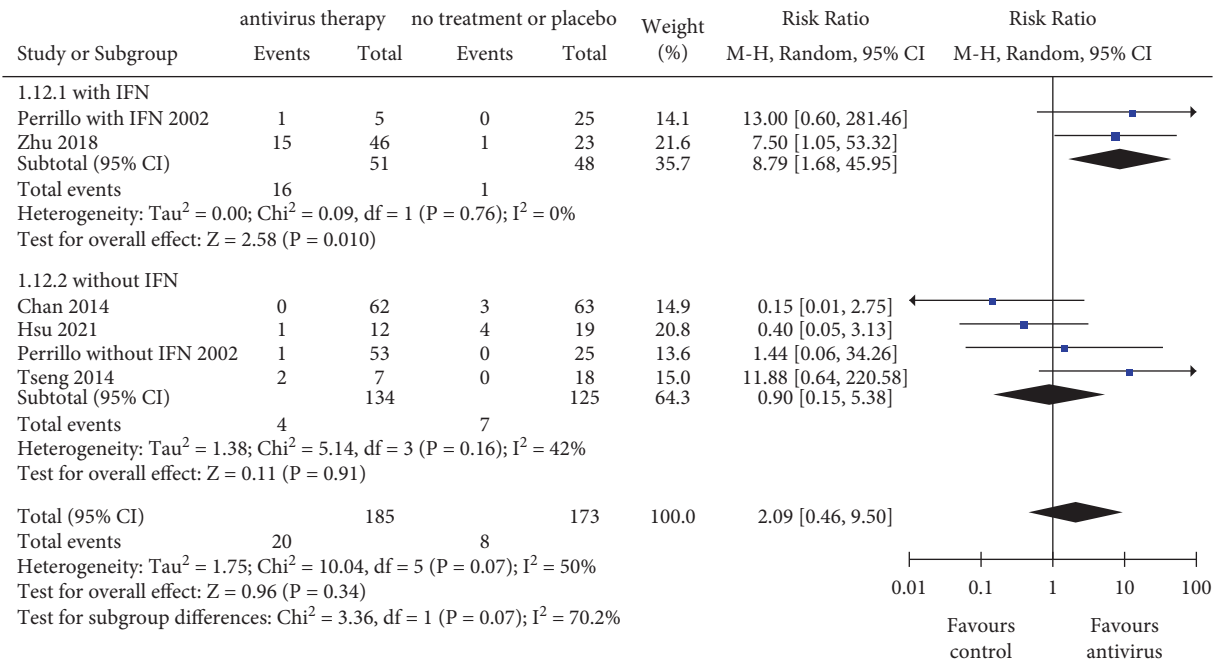 antivirus therapy no treatment or placebo Weight (%) Risk Ratio Risk Ratio
Study or Subgroup Events Total Events Total M-H, Random, 95% CI M-H, Random, 95% CI
1.12.1 with IFN
Perrillo with IFN 2002 1 5 0 25 14.1 13.00 [0.60, 281.46]
Zhu 2018 15 46 1 23 21.6 7.50 [1.05, 53.32]
Subtotal (95% CI) 51 48 35.7 8.79 [1.68, 45.95]
Total events 16 1
Heterogeneity: Tau² = 0.00; Chi² = 0.09, df = 1 (P = 0.76); I² = 0%
Test for overall effect: Z = 2.58 (P = 0.010)
1.12.2 without IFN
Chan 2014 0 62 3 63 14.9 0.15 [0.01, 2.75]
Hsu 2021 1 12 4 19 20.8 0.40 [0.05, 3.13]
Perrillo without IFN 2002 1 53 0 25 13.6 1.44 [0.06, 34.26]
Tseng 2014 2 7 0 18 15.0 11.88 [0.64, 220.58]
Subtotal (95% CI) 134 125 64.3 0.90 [0.15, 5.38]
Total events 4 7
Heterogeneity: Tau² = 1.38; Chi² = 5.14, df = 3 (P = 0.16); I² = 42%
Test for overall effect: Z = 0.11 (P = 0.91)
Total (95% CI) 185 173 100.0 2.09 [0.46, 9.50]
Total events 20 8
Heterogeneity: Tau² = 1.75; Chi² = 10.04, df = 5 (P = 0.07); I² = 50%
Test for overall effect: Z = 0.96 (P = 0.34)
Test for subgroup differences: Chi² = 3.36, df = 1 (P = 0.07); I² = 70.2%
0.01 0.1 1 10 100
Favours control
Favours antivirus